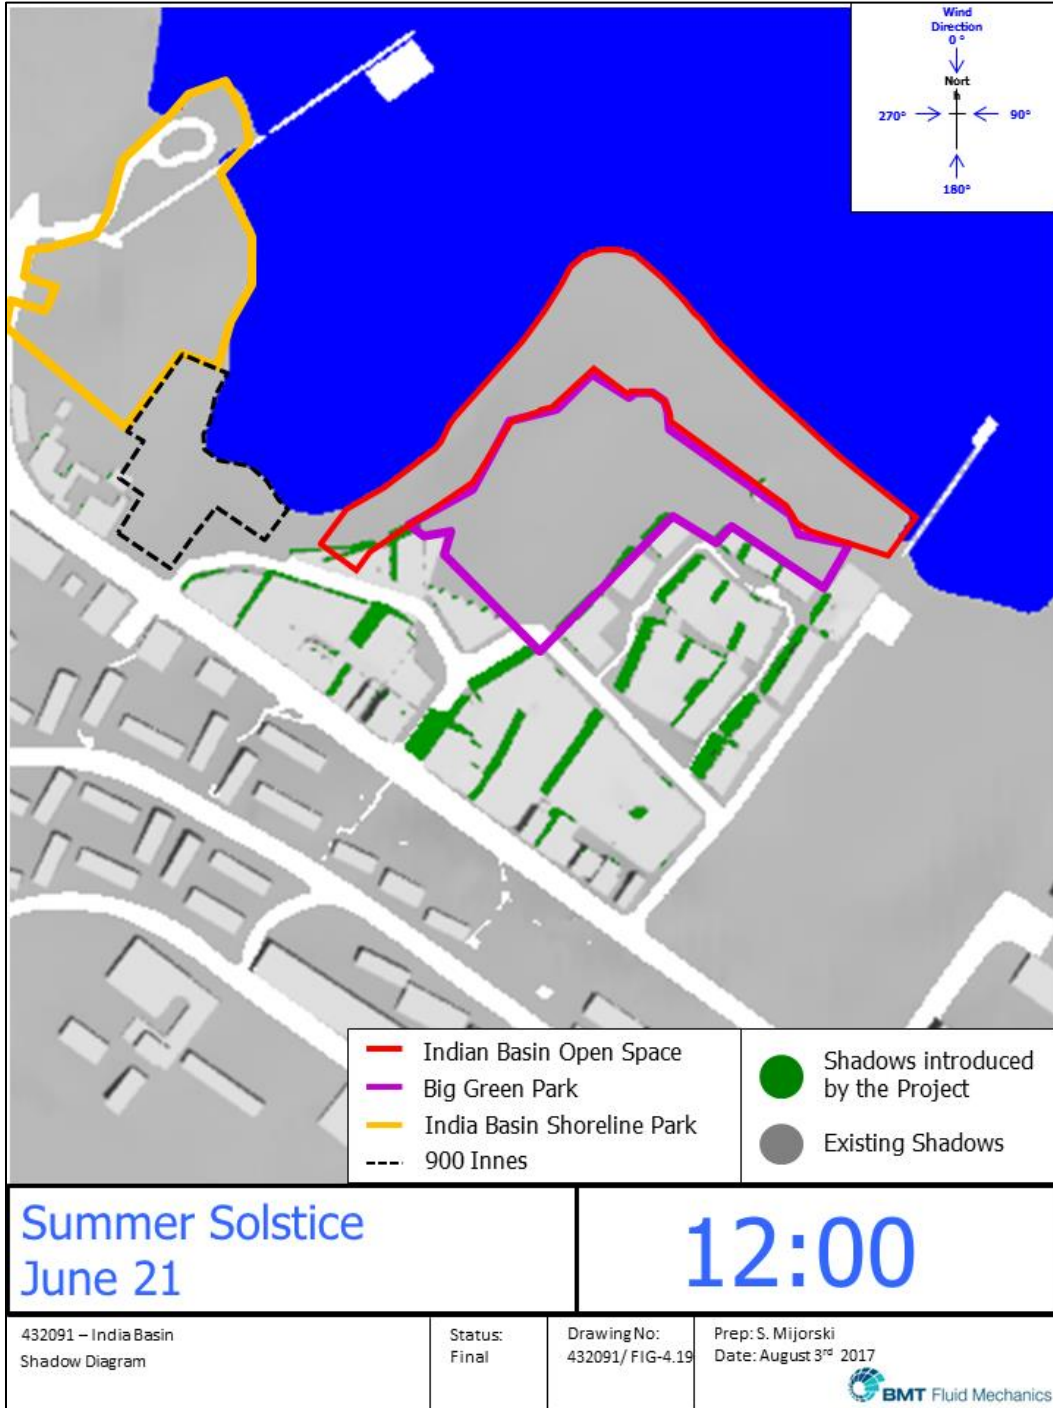 Wind
Direction
0 °
Nort
h
270°
90°
180°
Indian Basin Open Space
Big Green Park
India Basin Shoreline Park
900 Innes
Shadows introduced
by the Project
Existing Shadows
Summer Solstice
June 21
12:00
432091 – India Basin
Shadow Diagram
Status:
Final
Drawing No:
432091/ FIG-4.19
Prep: S. Mijorski
Date: August 3rd 2017
BMT Fluid Mechanics